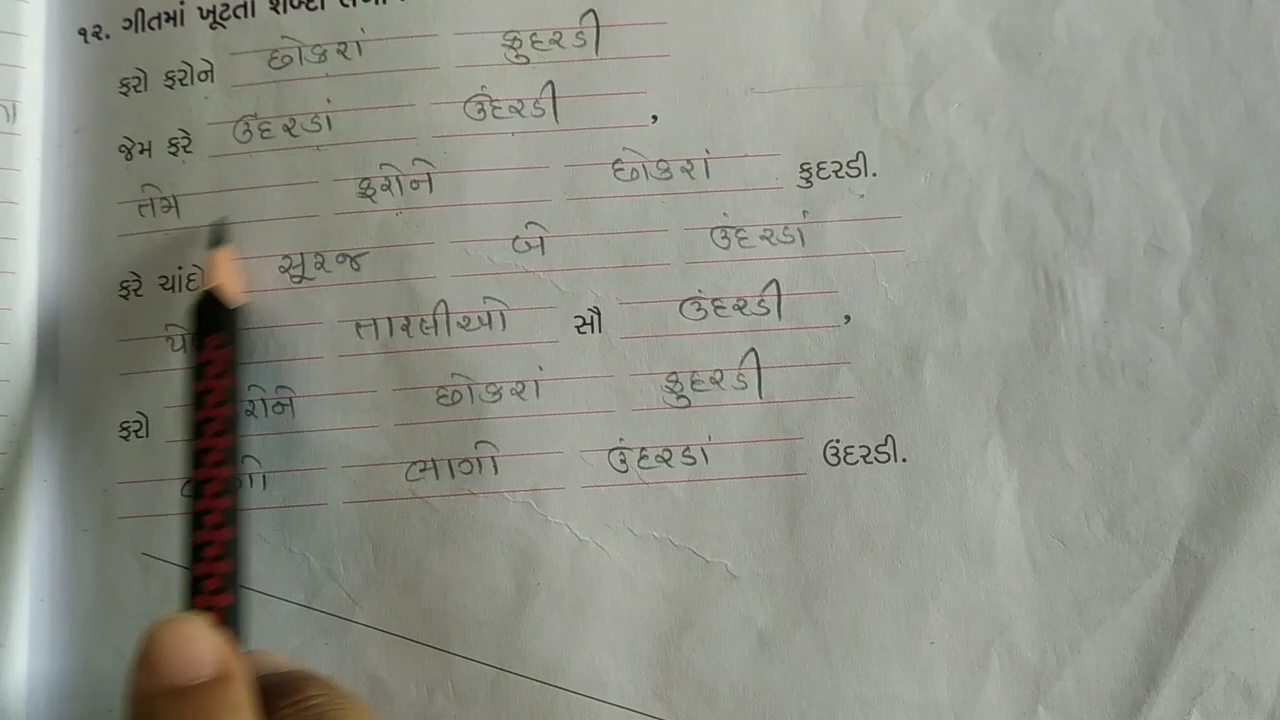 ૧૨. ગીતમાં ખૂટતા શબ્દો
ફરો ફરોને છોકરાં ફુદરડી
જેમ ફરે ઉંદરડાં ઉંદરડી,
તેમ ફરોને છોકરાં ફુદરડી.
ફરે ચાંદો સૂરજ બે ઉંદરડાં
તારલીઓ સૌ ઉંદરડી,
ફરો છોકરાં ફુદરડી
ભાગો ઉંદરડાં ઉંદરડી.